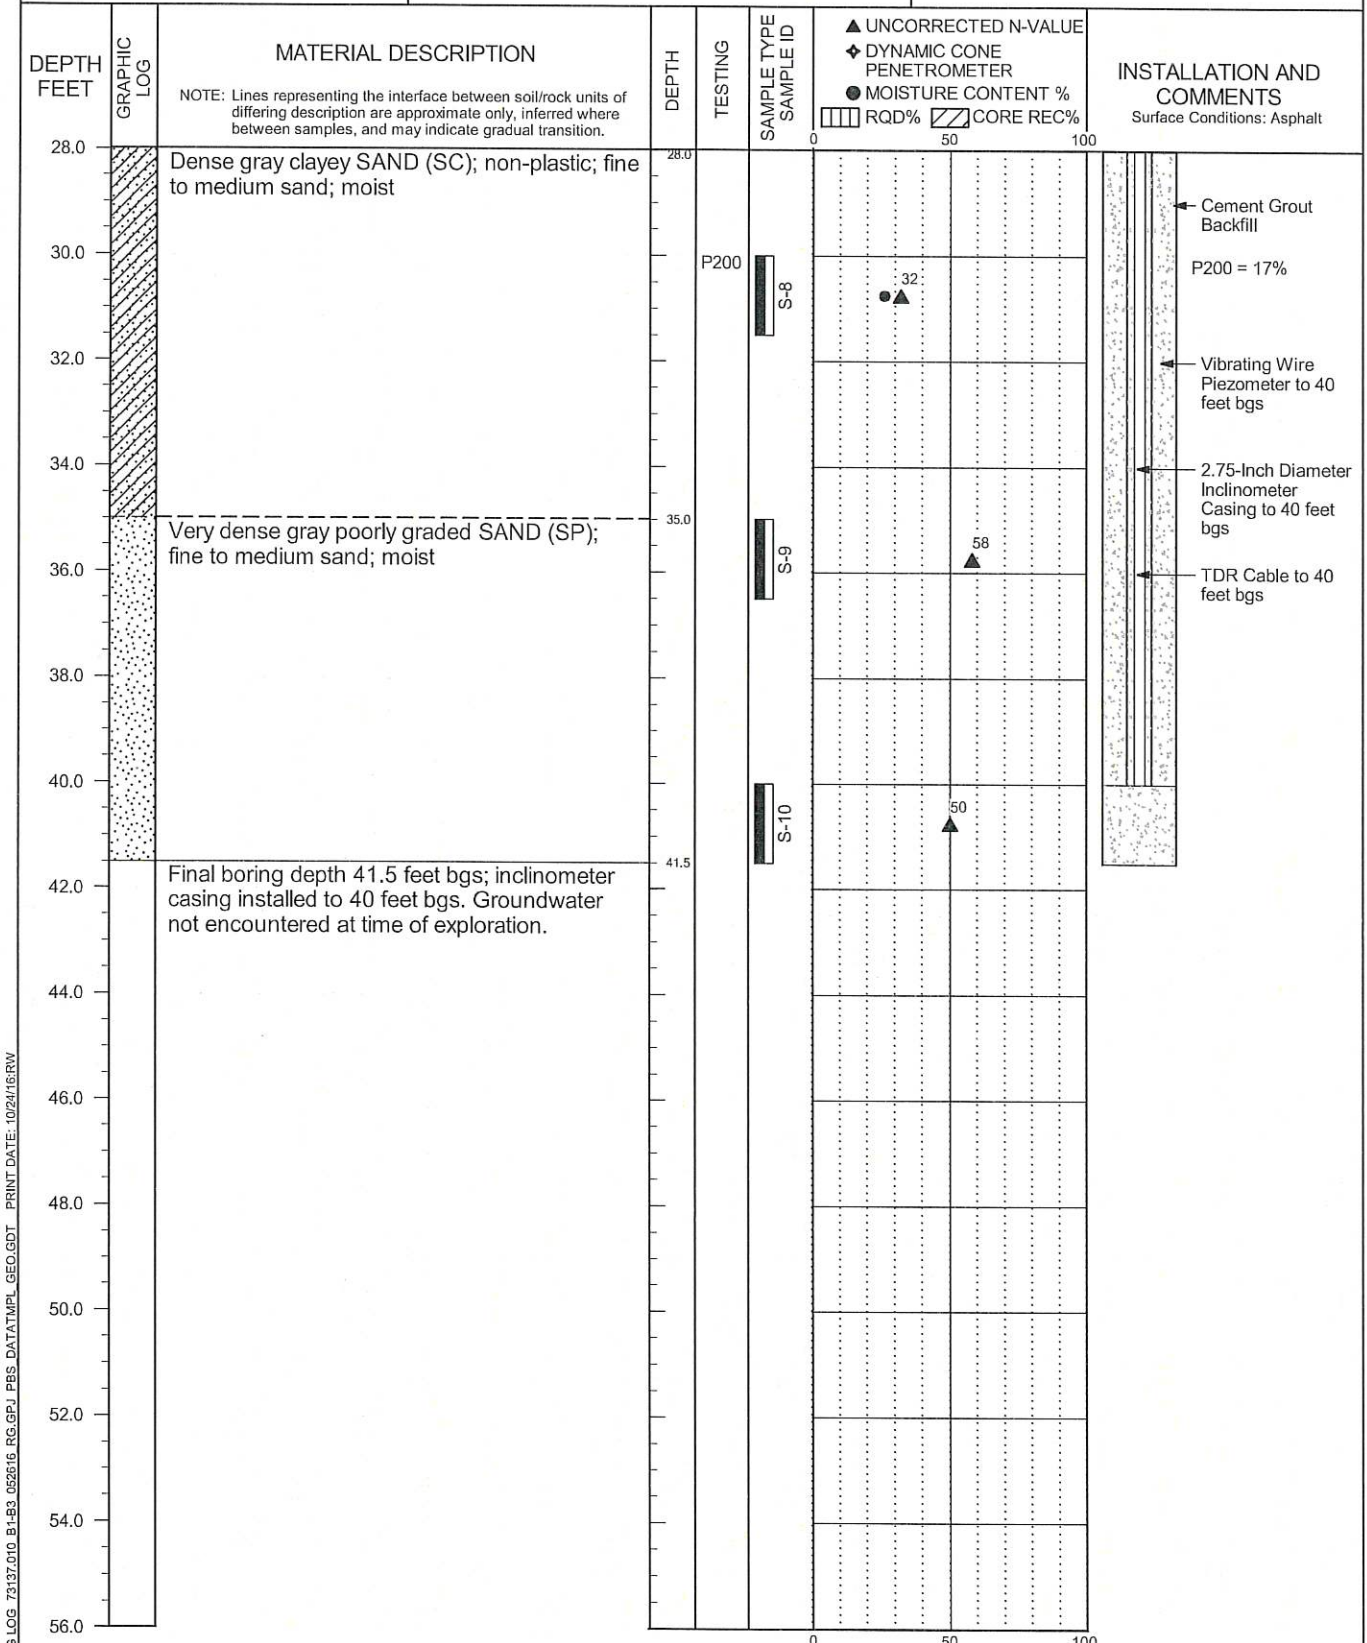 DEPTH
FEET
GRAPHIC
LOG
MATERIAL DESCRIPTION
NOTE: Lines representing the interface between soil/rock units of
differing description are approximate only, inferred where
between samples, and may indicate gradual transition.
DEPTH
TESTING
SAMPLE TYPE
SAMPLE ID
▲ UNCORRECTED N-VALUE
DYNAMIC CONE
PENETROMETER
● MOISTURE CONTENT %
RQD% CORE REC%
0 50 100
INSTALLATION AND
COMMENTS
Surface Conditions: Asphalt
28.0
Dense gray clayey SAND (SC); non-plastic; fine
to medium sand; moist
28.0
Cement Grout
Backfill
30.0
P200
S-8
32
P200 = 17%
32.0
Vibrating Wire
Piezometer to 40
feet bgs
34.0
2.75-Inch Diameter
Inclinometer
Casing to 40 feet
bgs
Very dense gray poorly graded SAND (SP);
fine to medium sand; moist
35.0
S-9
58
36.0
TDR Cable to 40
feet bgs
38.0
40.0
S-10
50
41.5
Final boring depth 41.5 feet bgs; inclinometer
casing installed to 40 feet bgs. Groundwater
not encountered at time of exploration.
42.0
44.0
46.0
48.0
50.0
52.0
54.0
56.0
0 50 100
LOG 73137.010 B1-B3 052616 RG.GPJ PBS_DATATMPL_GEO.GDT PRINT DATE: 10/24/16:RW